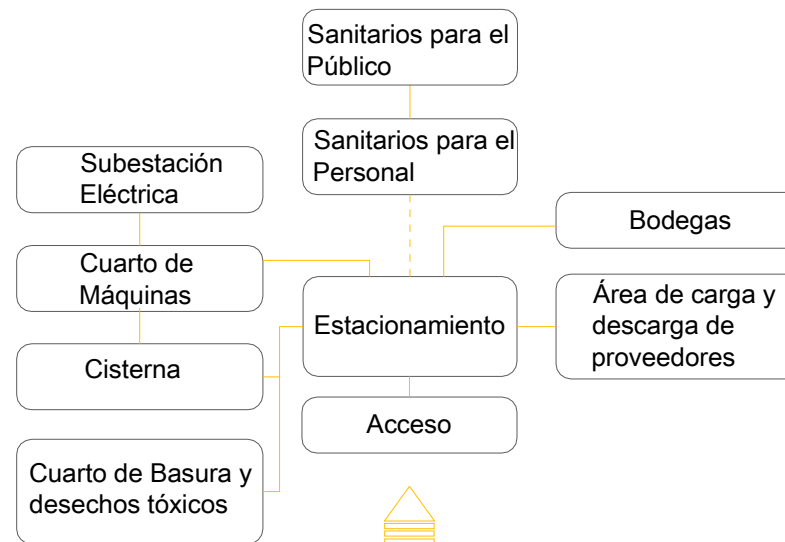 Sanitarios para el
Público
Sanitarios para el
Personal
Subestación
Eléctrica
Bodegas
Cuarto de
Máquinas
Estacionamiento
Área de carga y
descarga de
proveedores
Cisterna
Acceso
Cuarto de Basura y
desechos tóxicos